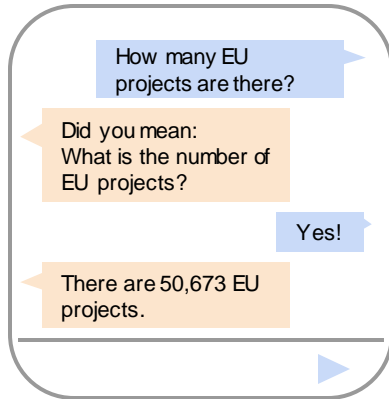 How many EU
projects are there?
Did you mean:
What is the number of
EU projects?
Yes!
There are 50,673 EU
projects.